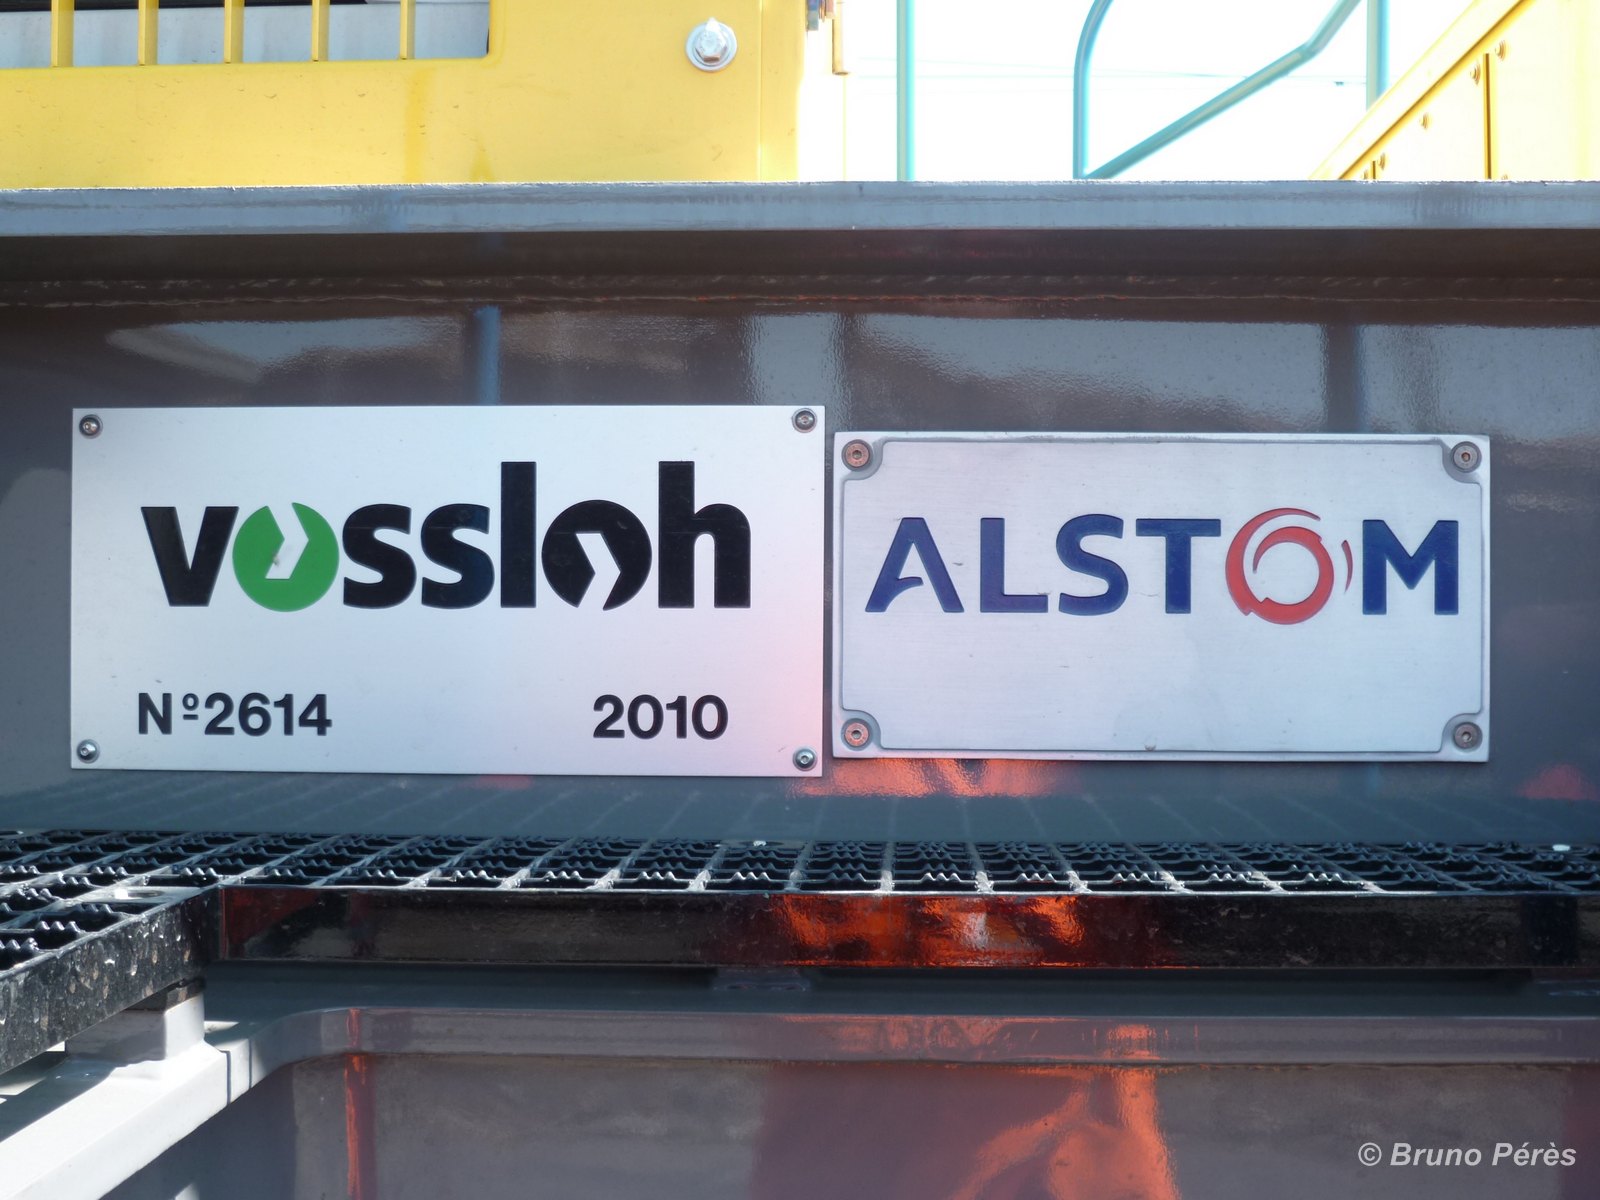 vossloh
Nº2614 2010
ALSTOM
© Bruno Pérès